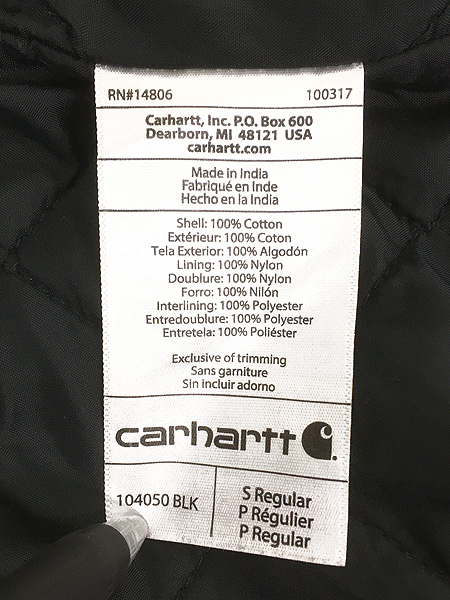 RN#14806 100317
Carhartt, Inc. P.O. Box 600
Dearborn, MI 48121 USA
carhartt.com
Made in India
Fabriqué en Inde
Hecho en la India
Shell: 100% Cotton
Extérieur: 100% Coton
Tela Exterior: 100% Algodón
Lining: 100% Nylon
Doublure: 100% Nylon
Forro: 100% Nilón
Interlining: 100% Polyester
Entredoublure: 100% Polyester
Entretela: 100% Poliéster
Exclusive of trimming
Sans garniture
Sin incluir adorno
carhartt
104050 BLK
S Regular
P Régulier
P Regular